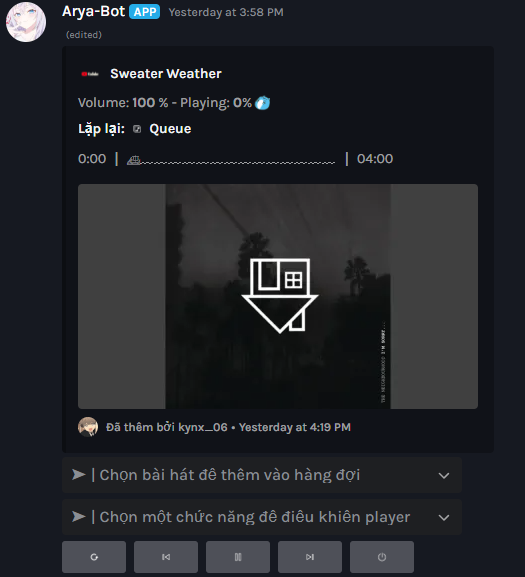 Arya-Bot APP Yesterday at 3:58 PM
(edited)
YouTube Sweater Weather
Volume: 100 % - Playing: 0%
Lặp lại: Queue
0:00 | | 04:00
THE NEIGHBOURHOOD I'M SORRY...
Đã thêm bởi kynx_06 • Yesterday at 4:19 PM
➤ | Chọn bài hát để thêm vào hàng đợi
➤ | Chọn một chức năng để điều khiển player